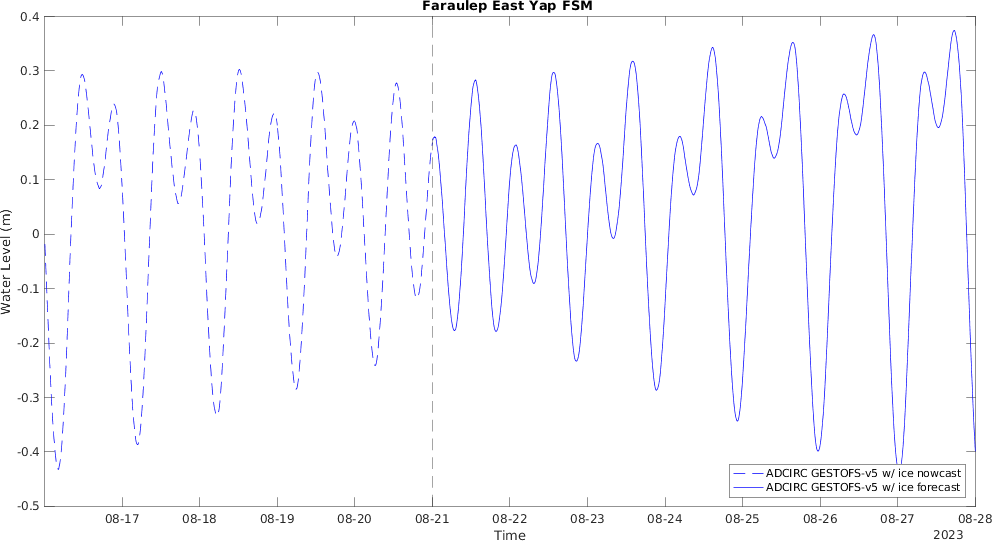 Faraulep East Yap FSM
0.4
0.3
0.2
0.1
0
-0.1
-0.2
-0.3
-0.4
-0.5
Water Level (m)
ADCIRC GESTOFS-v5 w/ ice nowcast
ADCIRC GESTOFS-v5 w/ ice forecast
08-17 08-18 08-19 08-20 08-21 08-22 08-23 08-24 08-25 08-26 08-27 08-28
Time
2023